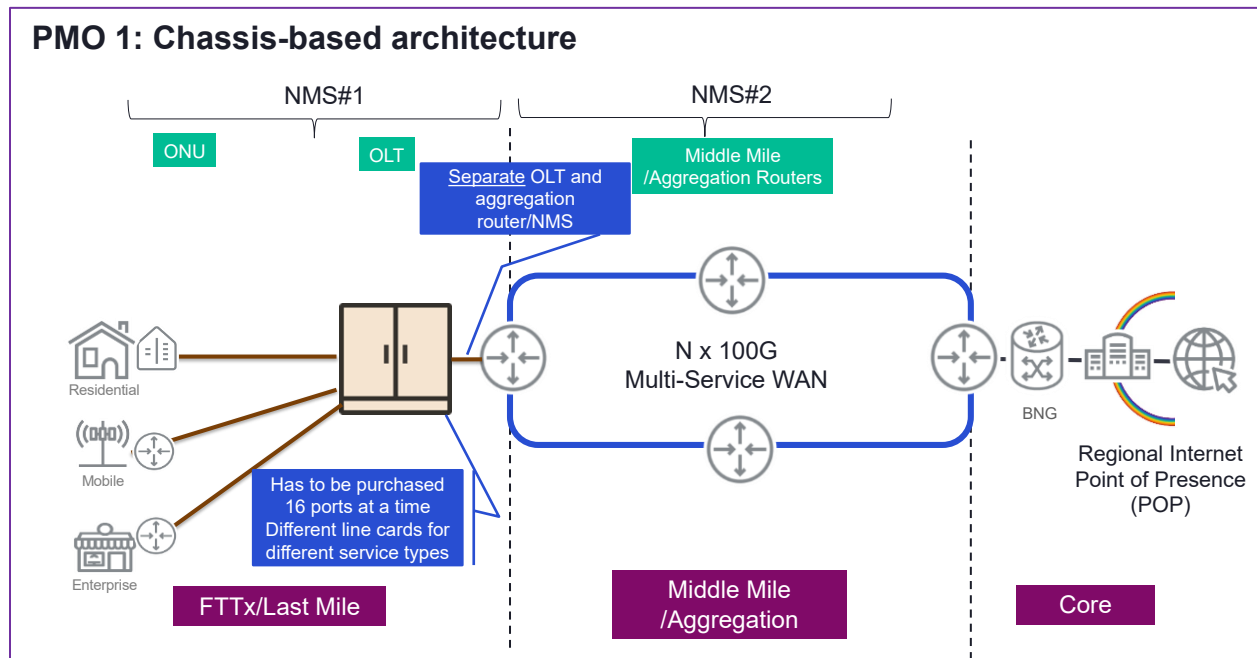 PMO 1: Chassis-based architecture
NMS#1
NMS#2
ONU
OLT
Separate OLT and
aggregation
router/NMS
Middle Mile
/Aggregation Routers
Residential
Mobile
Enterprise
N x 100G
Multi-Service WAN
BNG
Regional Internet
Point of Presence
(POP)
Has to be purchased
16 ports at a time
Different line cards for
different service types
FTTx/Last Mile
Middle Mile
/Aggregation
Core